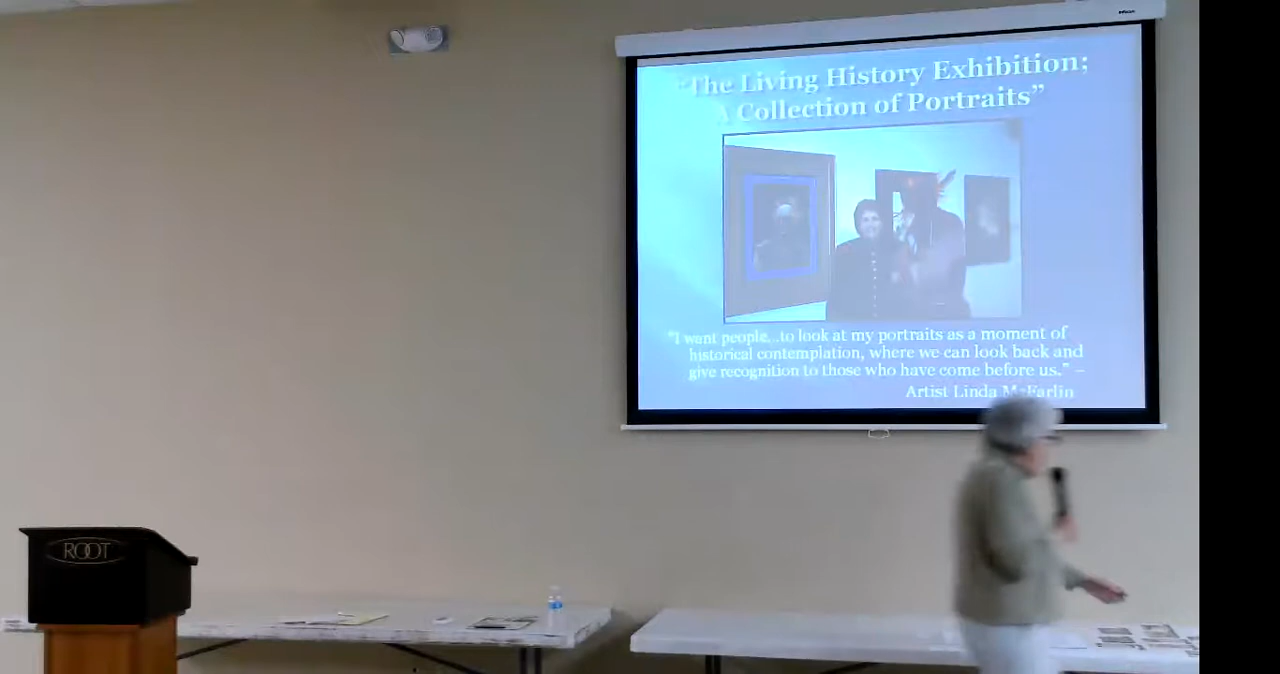 "The Living History Exhibition;
A Collection of Portraits"
"I want people...to look at my portraits as a moment of
historical contemplation, where we can look back and
give recognition to those who have come before us." –
Artist Linda McFarlin
ROOT